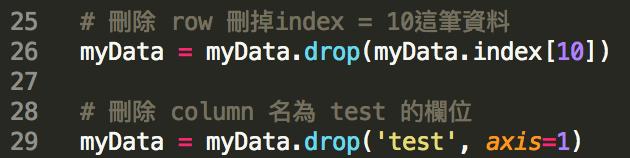 25 # 刪除 row 刪掉index = 10這筆資料
26 myData = myData.drop(myData.index[10])
27
28 # 刪除 column 名為 test 的欄位
29 myData = myData.drop('test', axis=1)